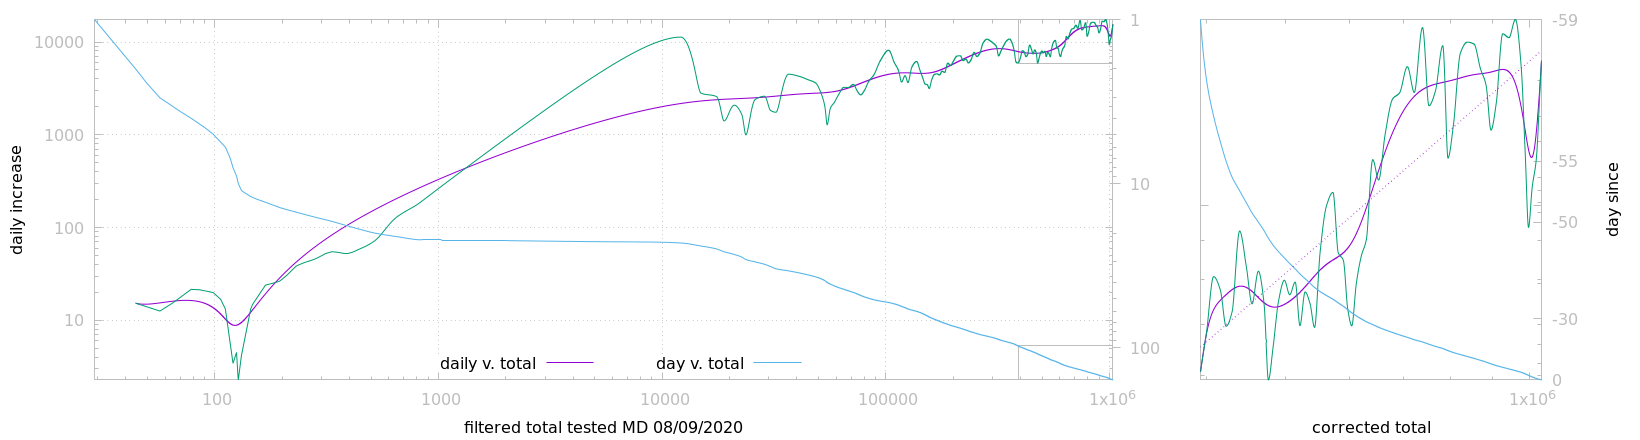 10000
1000
100
10
daily increase
1
10
100
daily v. total
day v. total
100
1000
10000
100000
1x10^6
filtered total tested MD 08/09/2020
-59
-55
-50
-30
0
day since
1x10^6
corrected total